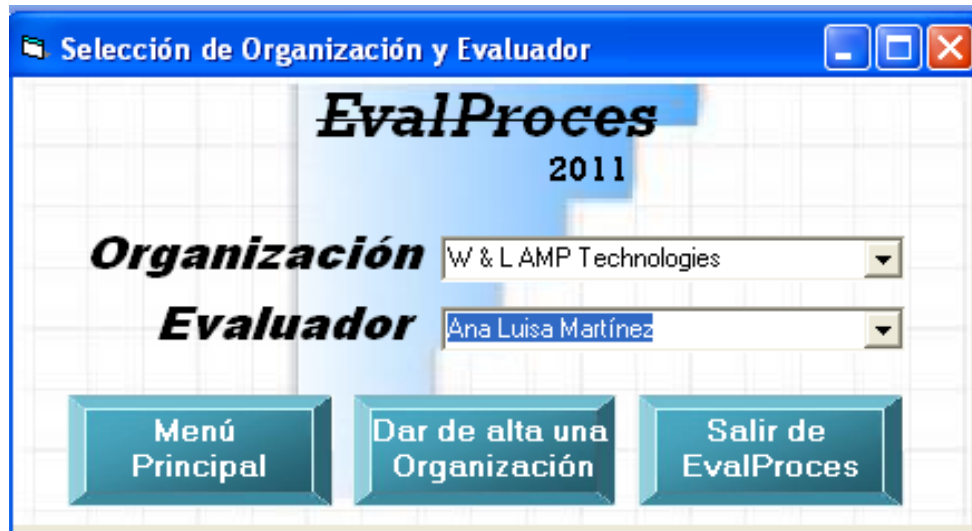 Selección de Organización y Evaluador
EvalProces
2011
Organización W & L AMP Technologies
Evaluador Ana Luisa Martínez
Menú Principal
Dar de alta una Organización
Salir de EvalProces